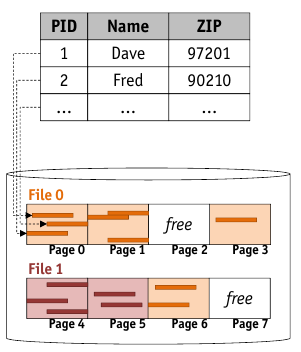 PID Name ZIP
1 Dave 97201
2 Fred 90210
... ... ...
File 0
free
Page 0 Page 1 Page 2 Page 3
File 1
free
Page 4 Page 5 Page 6 Page 7